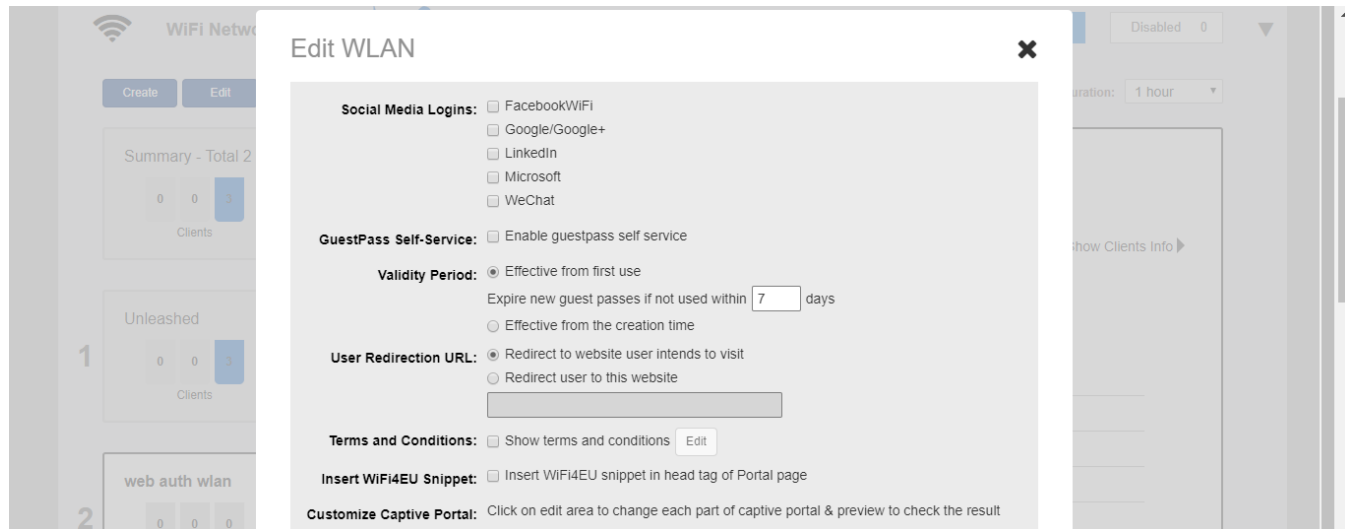 WiFi Netwo
Disabled 0
Edit WLAN
Create
Edit
uration: 1 hour
Social Media Logins: FacebookWiFi
Google/Google+
LinkedIn
Microsoft
WeChat
Summary - Total 2
0 0 3
Clients
GuestPass Self-Service: Enable guestpass self service
Show Clients Info
Validity Period: Effective from first use
Expire new guest passes if not used within 7 days
Effective from the creation time
Unleashed
1
0 0 3
Clients
User Redirection URL: Redirect to website user intends to visit
Redirect user to this website
Terms and Conditions: Show terms and conditions Edit
Insert WiFi4EU Snippet: Insert WiFi4EU snippet in head tag of Portal page
web auth wlan
2
0 0 0
Customize Captive Portal: Click on edit area to change each part of captive portal & preview to check the result